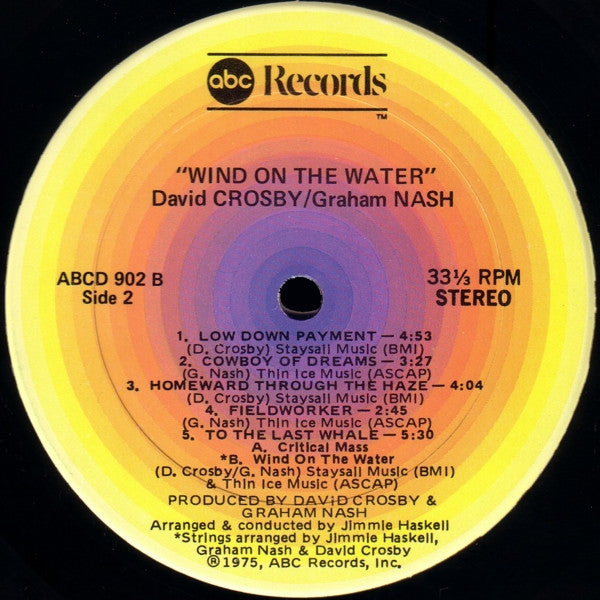 abc Records
TM
"WIND ON THE WATER"
David CROSBY/Graham NASH
ABCD 902 B
Side 2
33⅓ RPM
STEREO
1. LOW DOWN PAYMENT — 4:53
(D. Crosby) Staysail Music (BMI)
2. COWBOY OF DREAMS — 3:27
(G. Nash) Thin Ice Music (ASCAP)
3. HOMEWARD THROUGH THE HAZE — 4:04
(D. Crosby) Staysail Music (BMI)
4. FIELDWORKER — 2:45
(G. Nash) Thin Ice Music (ASCAP)
5. TO THE LAST WHALE — 5:30
A. Critical Mass
*B. Wind On The Water
(D. Crosby/G. Nash) Staysail Music (BMI)
& Thin Ice Music (ASCAP)
PRODUCED BY DAVID CROSBY &
GRAHAM NASH
Arranged & conducted by Jimmie Haskell
*Strings arranged by Jimmie Haskell,
Graham Nash & David Crosby
℗1975, ABC Records, Inc.